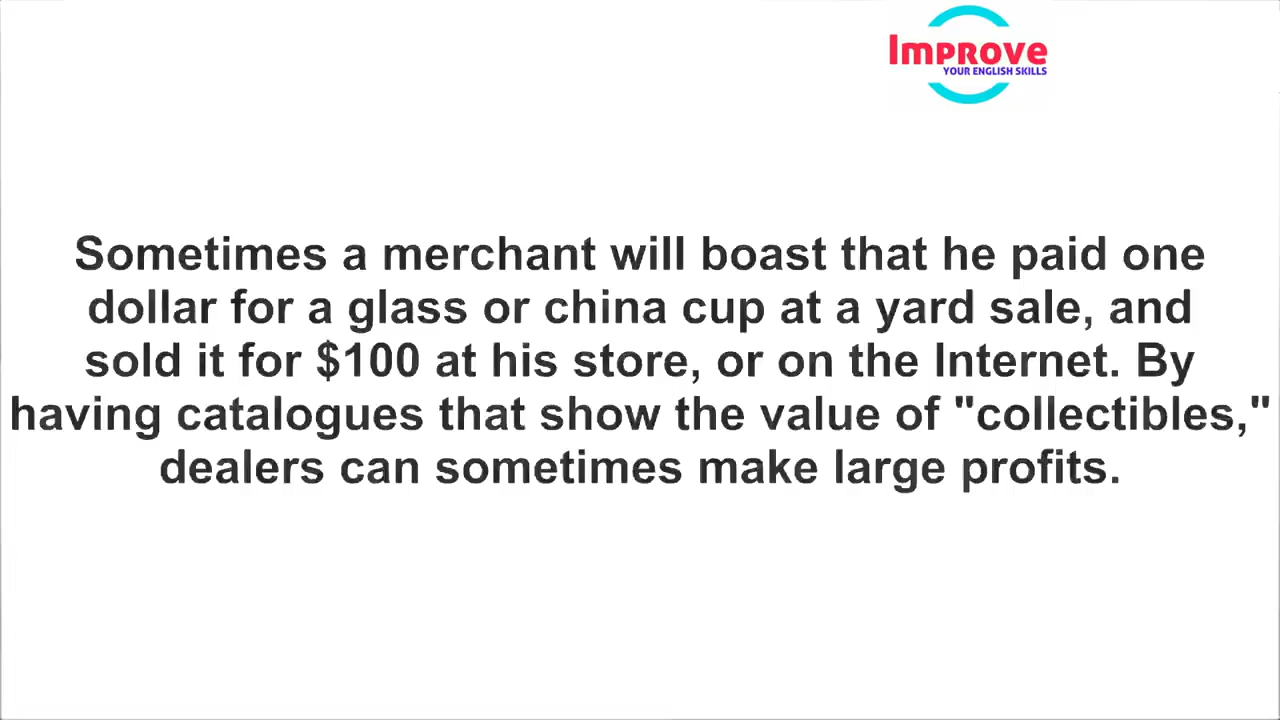 Improve
YOUR ENGLISH SKILLS
Sometimes a merchant will boast that he paid one
dollar for a glass or china cup at a yard sale, and
sold it for $100 at his store, or on the Internet. By
having catalogues that show the value of "collectibles,"
dealers can sometimes make large profits.